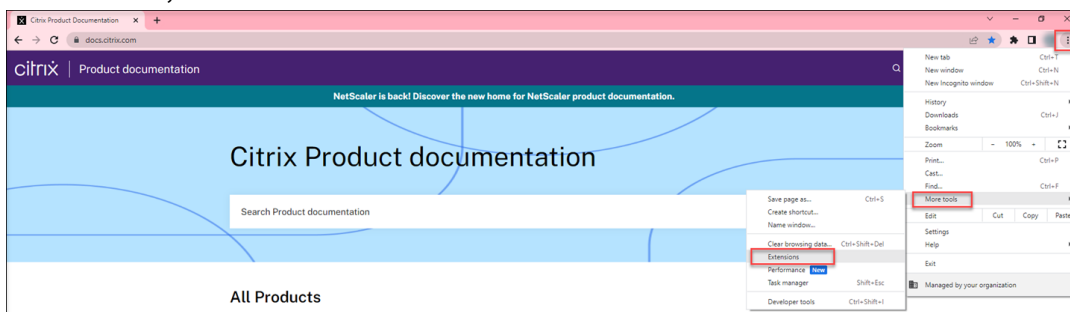 Citrix Product Documentation
docs.citrix.com
citrix | Product documentation
NetScaler is back! Discover the new home for NetScaler product documentation.
Citrix Product documentation
Search Product documentation
All Products
New tab Ctrl+T
New window Ctrl+N
New Incognito window Ctrl+Shift+N
History
Downloads Ctrl+J
Bookmarks
Zoom - 100% +
Print... Ctrl+P
Cast...
Find... Ctrl+F
More tools
Edit Cut Copy Paste
Settings
Help
Exit
Managed by your organization
Save page as... Ctrl+S
Create shortcut...
Name window...
Clear browsing data... Ctrl+Shift+Del
Extensions
Performance New
Task manager Shift+Esc
Developer tools Ctrl+Shift+I